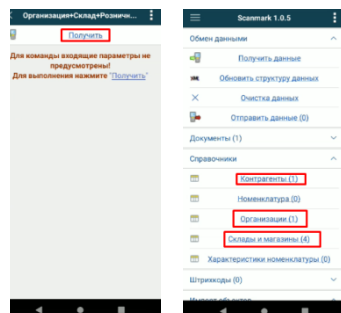 Организация+Склад+Розничн...
Получить
Для команды входящие параметры не
предусмотрены!
Для выполнения нажмите "Получить"
Scanmark 1.0.5
Обмен данными
Получить данные
Обновить структуру данных
Очистка данных
Отправить данные (0)
Документы (1)
Справочники
Контрагенты (1)
Номенклатура (0)
Организации (1)
Склады и магазины (4)
Характеристики номенклатуры (0)
Штрихкоды (0)